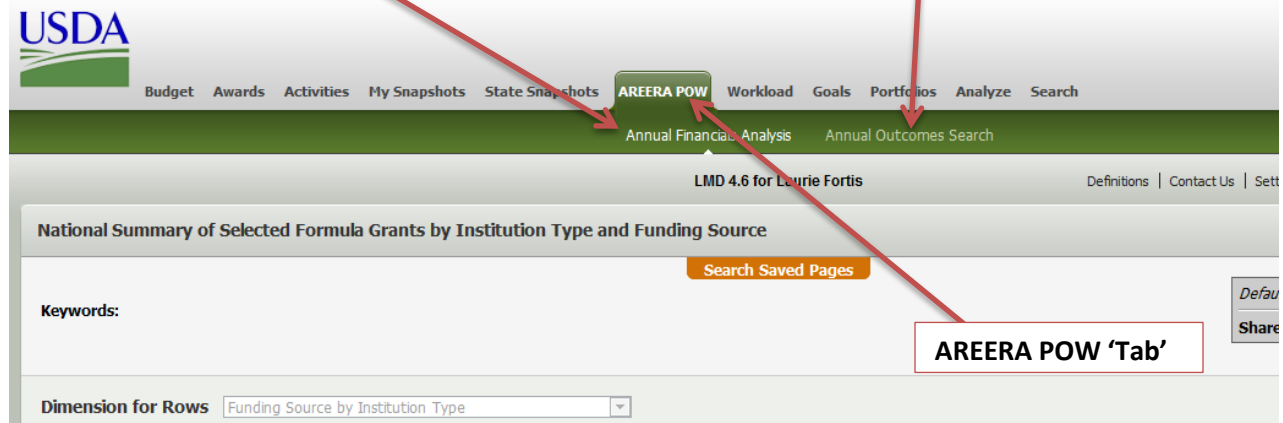 USDA
Budget Awards Activities My Snapshots State Snapshots AREERA POW Workload Goals Portfolios Analyze Search
Annual Financials Analysis Annual Outcomes Search
LMD 4.6 for Laurie Fortis Definitions | Contact Us | Sett
National Summary of Selected Formula Grants by Institution Type and Funding Source
Search Saved Pages
Keywords:
Defau
Share
AREERA POW ‘Tab’
Dimension for Rows Funding Source by Institution Type